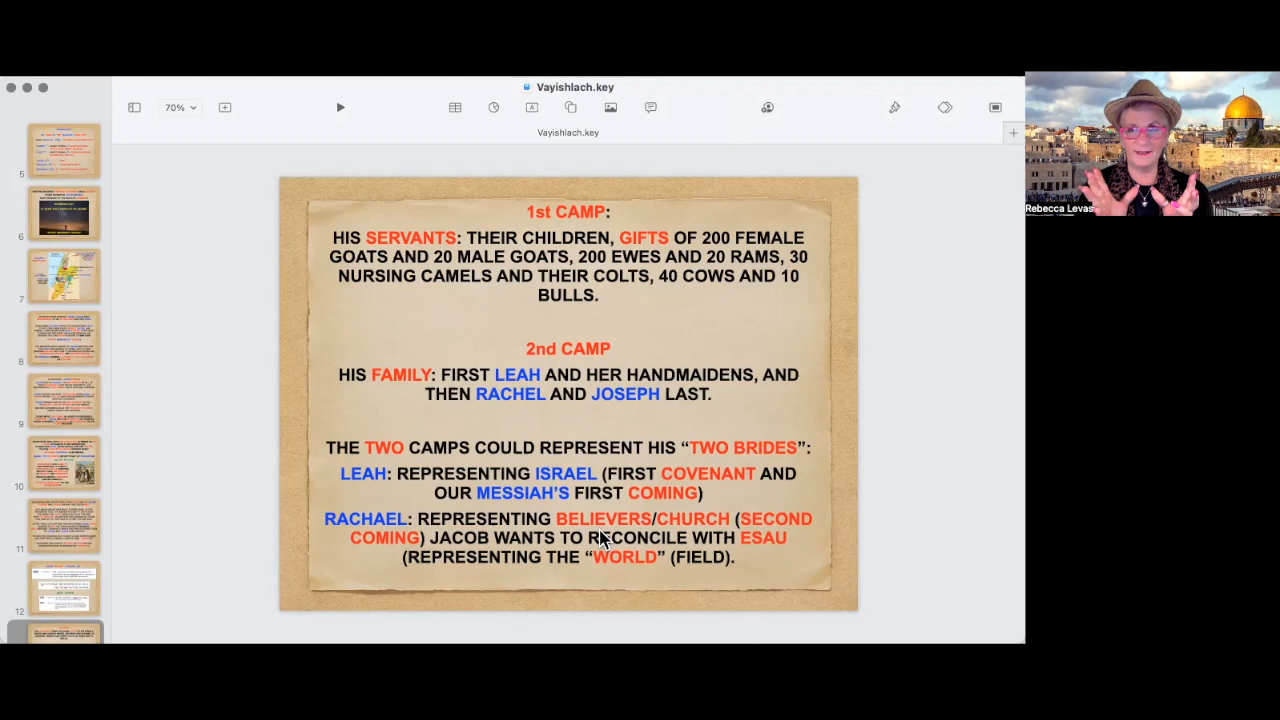 Vayishlach.key
70%
Vayishlach.key
5
6
7
8
9
10
11
12
1st CAMP:
HIS SERVANTS: THEIR CHILDREN, GIFTS OF 200 FEMALE
GOATS AND 20 MALE GOATS, 200 EWES AND 20 RAMS, 30
NURSING CAMELS AND THEIR COLTS, 40 COWS AND 10
BULLS.
2nd CAMP
HIS FAMILY: FIRST LEAH AND HER HANDMAIDENS, AND
THEN RACHEL AND JOSEPH LAST.
THE TWO CAMPS COULD REPRESENT HIS “TWO BRIDES”:
LEAH: REPRESENTING ISRAEL (FIRST COVENANT AND
OUR MESSIAH’S FIRST COMING)
RACHAEL: REPRESENTING BELIEVERS/CHURCH (SECOND
COMING) JACOB WANTS TO RECONCILE WITH ESAU
(REPRESENTING THE “WORLD” (FIELD).
Rebecca Levas